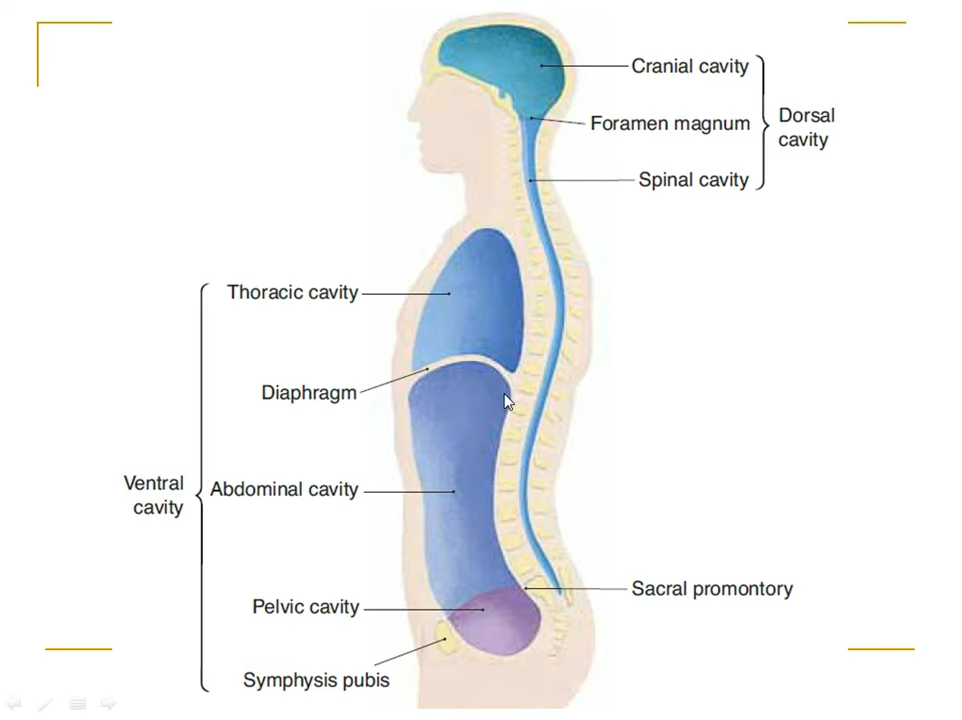 Cranial cavity
Foramen magnum
Dorsal
cavity
Spinal cavity
Thoracic cavity
Diaphragm
Ventral
cavity
Abdominal cavity
Sacral promontory
Pelvic cavity
Symphysis pubis